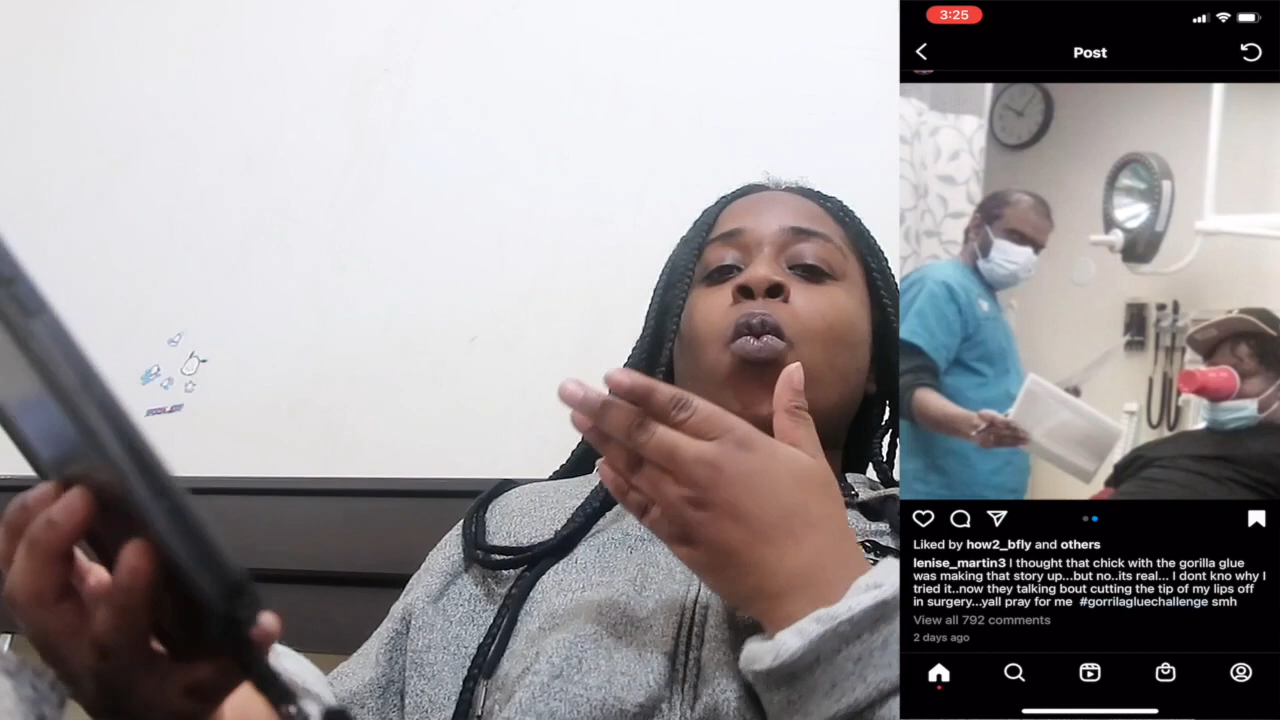 3:25
Post
Liked by how2_bfly and others
lenise_martin3 I thought that chick with the gorilla glue
was making that story up...but no..its real... I dont kno why I
tried it..now they talking bout cutting the tip of my lips off
in surgery...yall pray for me #gorrilagluechallenge smh
View all 792 comments
2 days ago